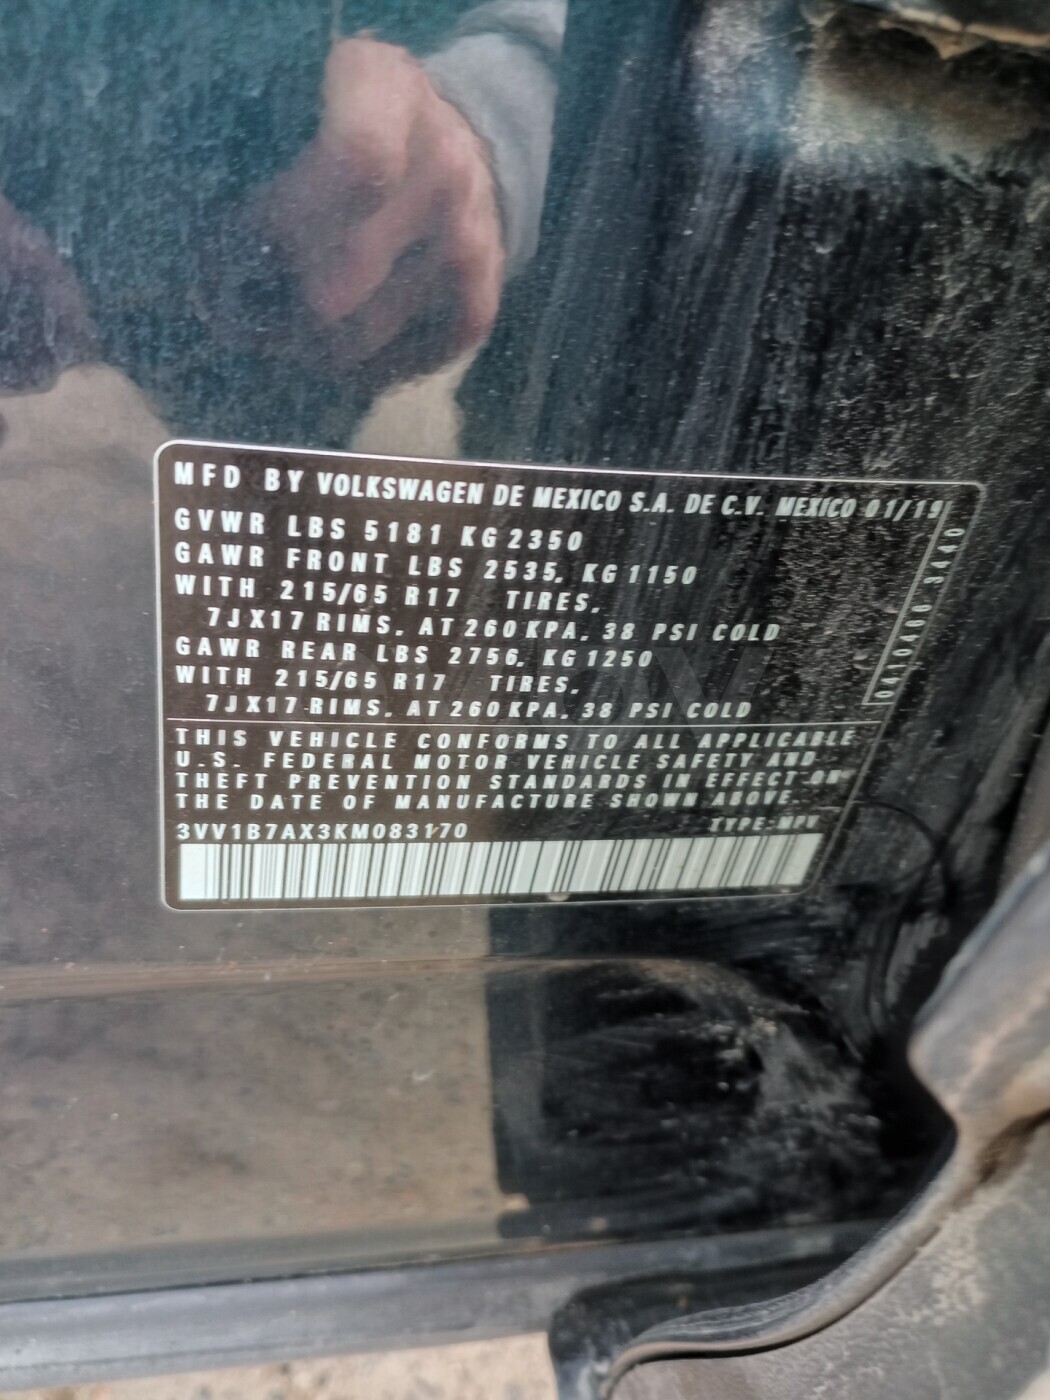 MFD BY VOLKSWAGEN DE MEXICO S.A. DE C.V. MEXICO 01/19
GVWR LBS 5181 KG 2350
GAWR FRONT LBS 2535, KG 1150
WITH 215/65 R17 TIRES,
7JX17 RIMS, AT 260 KPA, 38 PSI COLD
GAWR REAR LBS 2756, KG 1250
WITH 215/65 R17 TIRES,
7JX17 RIMS, AT 260 KPA, 38 PSI COLD
THIS VEHICLE CONFORMS TO ALL APPLICABLE
U.S. FEDERAL MOTOR VEHICLE SAFETY AND
THEFT PREVENTION STANDARDS IN EFFECT ON
THE DATE OF MANUFACTURE SHOWN ABOVE.
3VV1B7AX3KM083170 TYPE: MPV